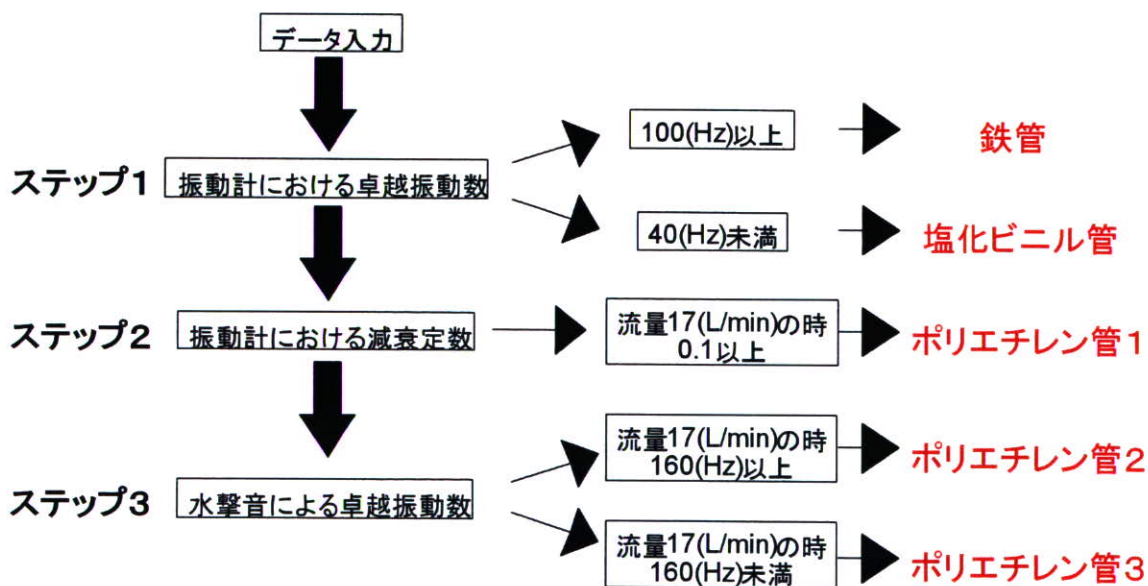 データ入力
ステップ1
振動計における卓越振動数
100(Hz)以上
鉄管
40(Hz)未満
塩化ビニル管
ステップ2
振動計における減衰定数
流量17(L/min)の時
0.1以上
ポリエチレン管1
ステップ3
水撃音による卓越振動数
流量17(L/min)の時
160(Hz)以上
ポリエチレン管2
流量17(L/min)の時
160(Hz)未満
ポリエチレン管3